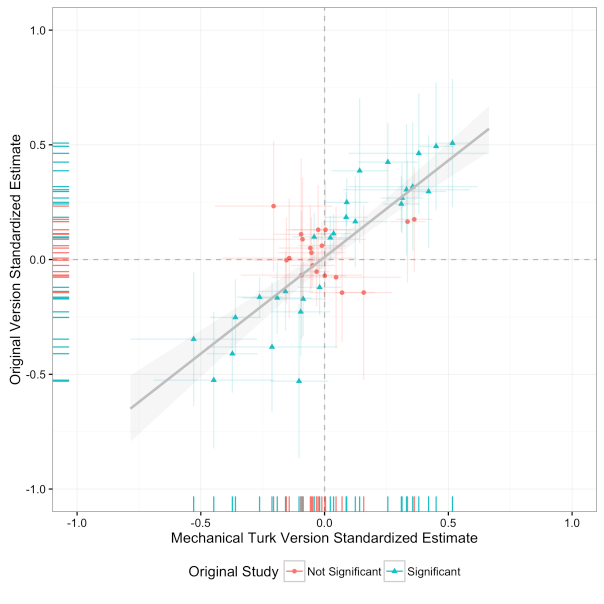 1.0
0.5
0.0
-0.5
-1.0
Original Version Standardized Estimate
-1.0 -0.5 0.0 0.5 1.0
Mechanical Turk Version Standardized Estimate
Original Study Not Significant Significant